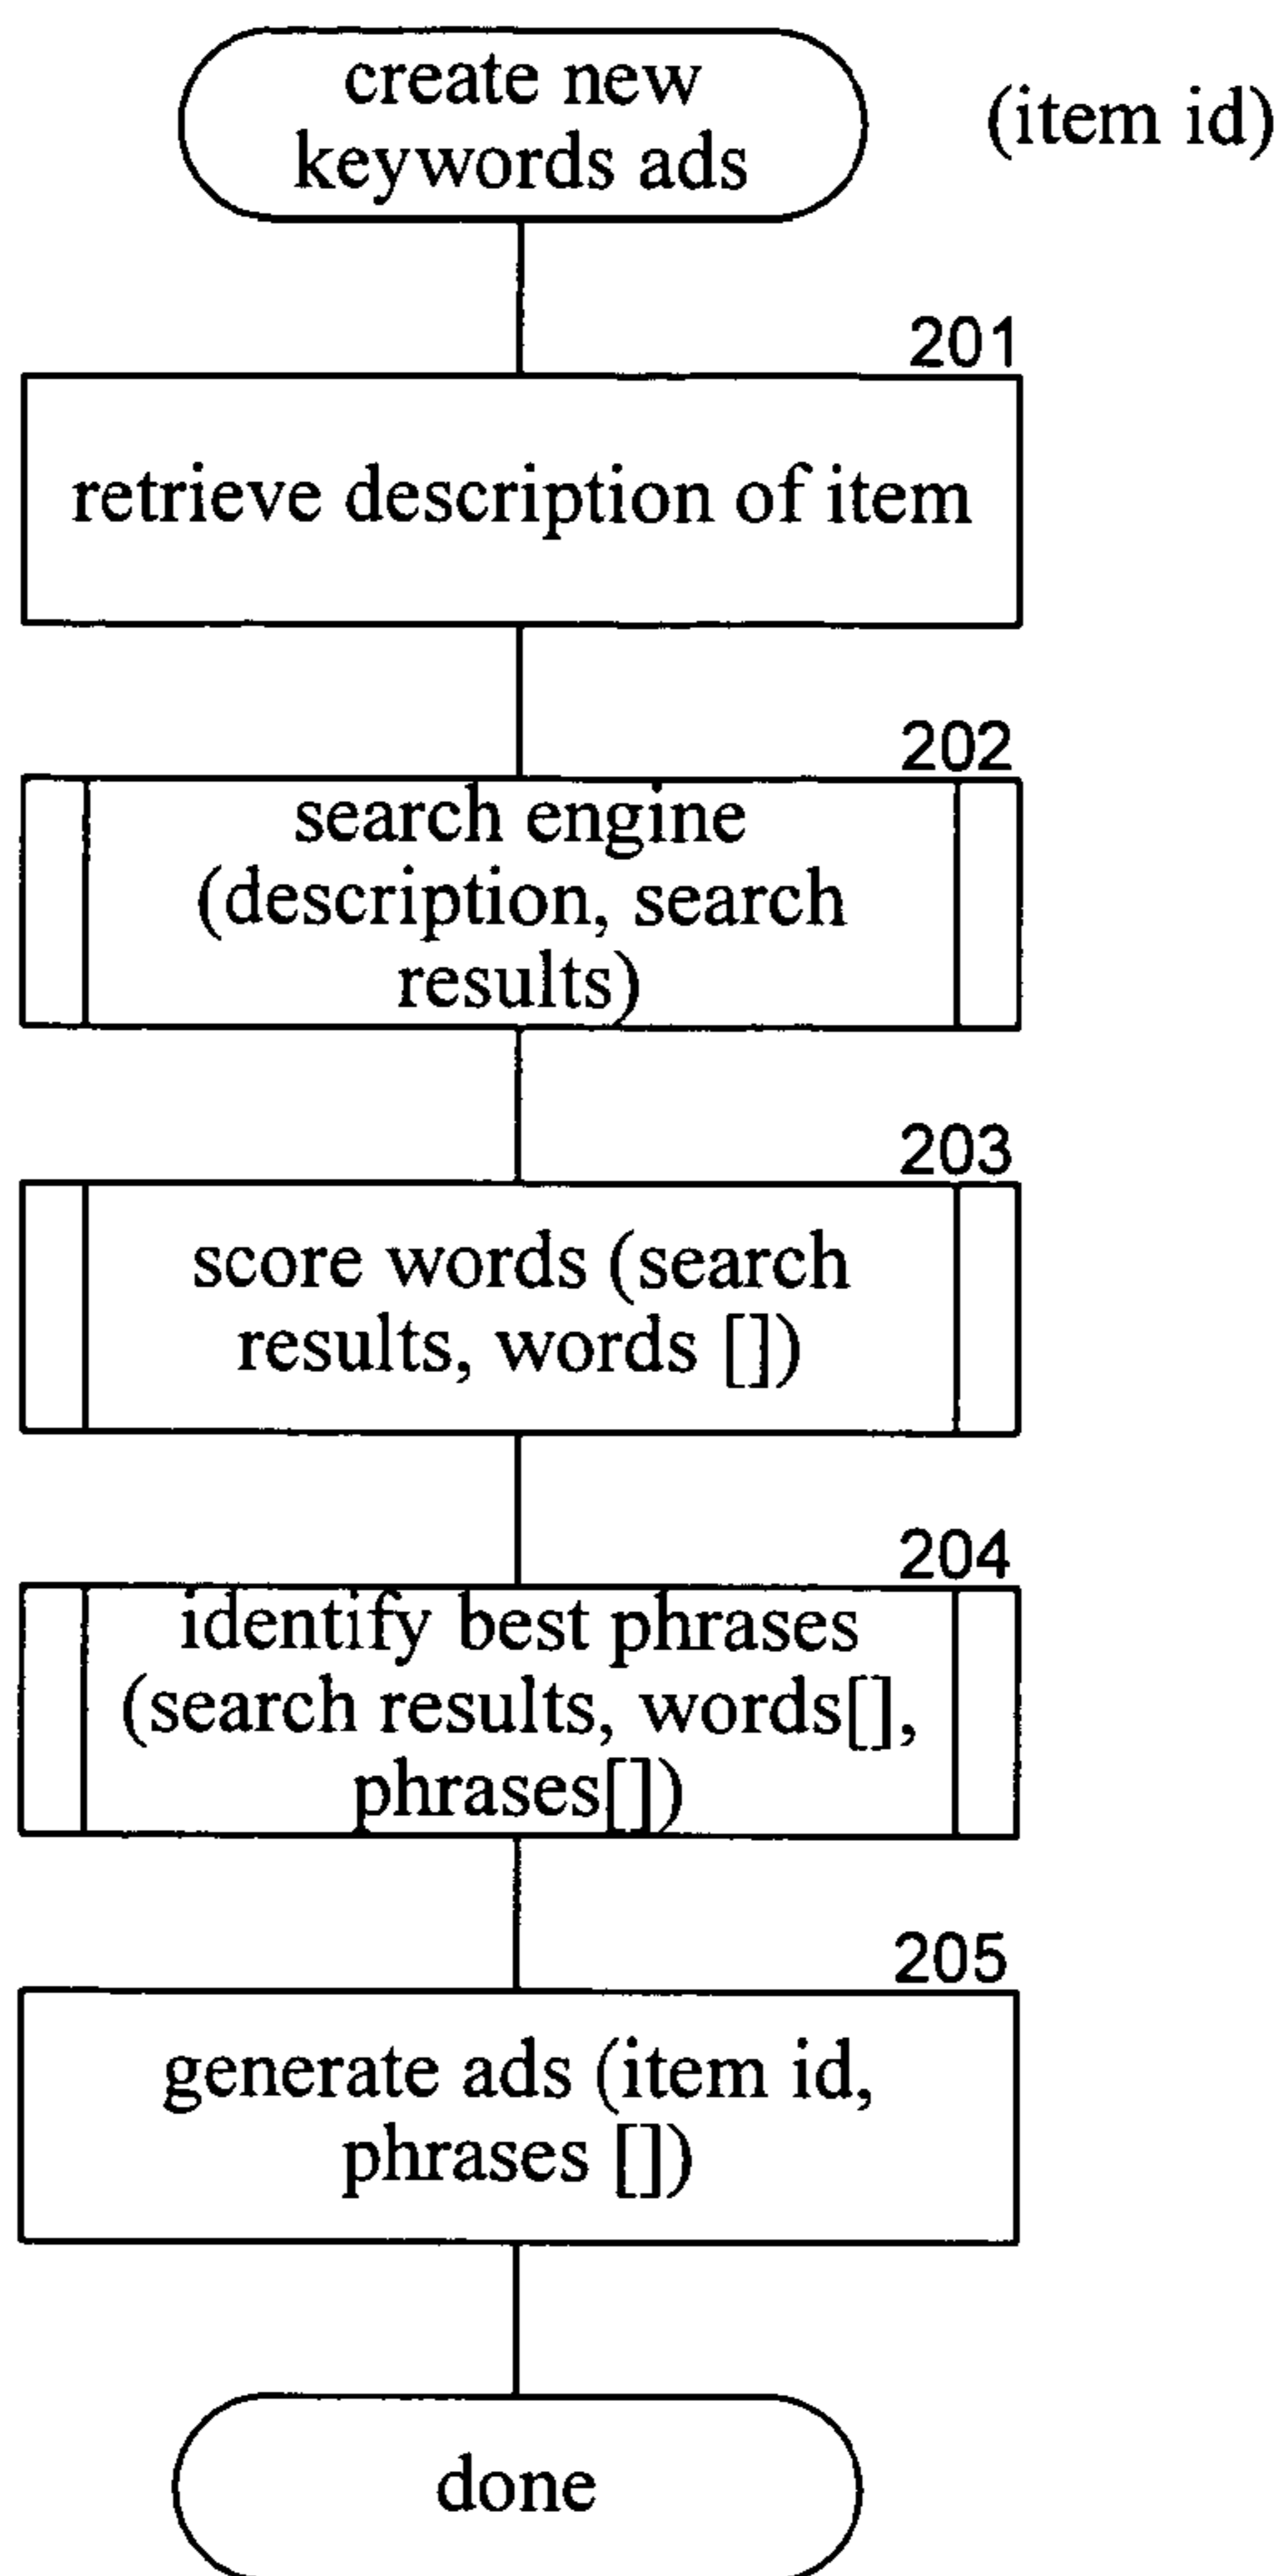 create new
keywords ads
(item id)
201
retrieve description of item
202
search engine
(description, search
results)
203
score words (search
results, words [])
204
identify best phrases
(search results, words[],
phrases[])
205
generate ads (item id,
phrases [])
done